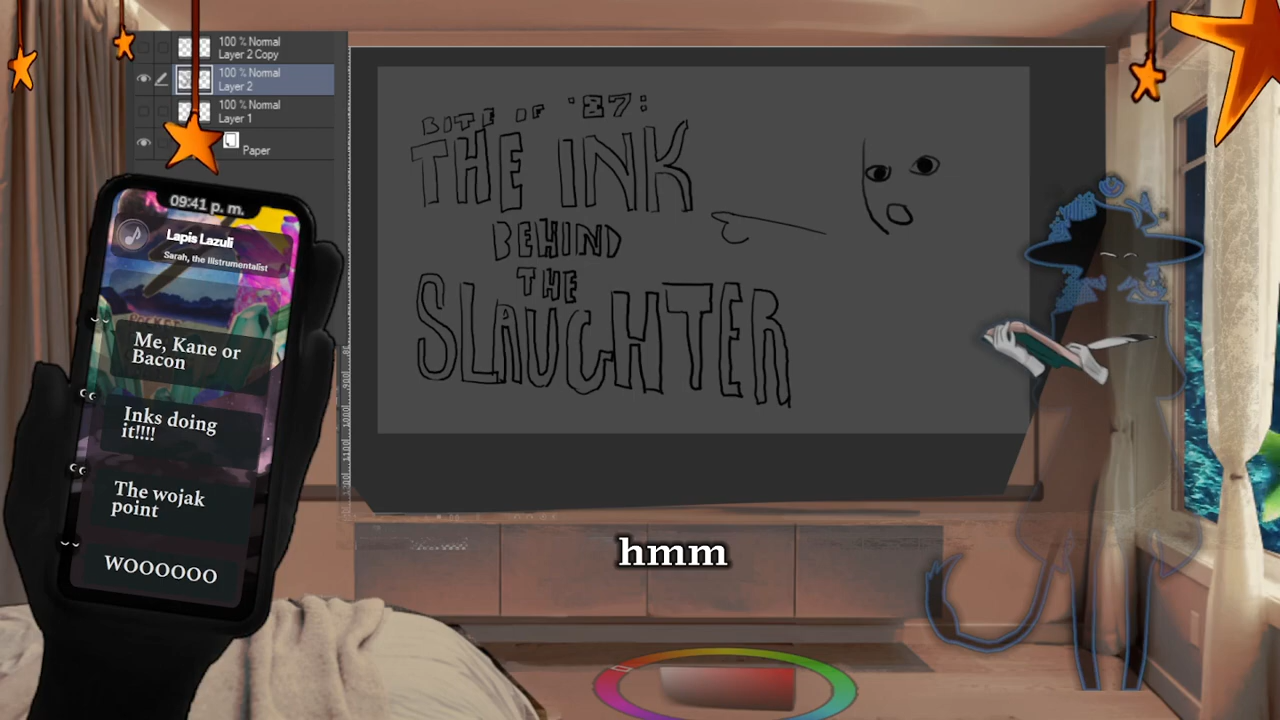 100 % Normal
Layer 2 Copy
100 % Normal
Layer 2
100 % Normal
Layer 1
Paper
09:41 p. m.
Lapis Lazuli
Sarah, the Illstrumentalist
POCKET
Me, Kane or
Bacon
Inks doing
it!!!!
The wojak
point
WOOOOOO
BITE OF '87:
THE INK
BEHIND
THE
SLAUGHTER
hmm